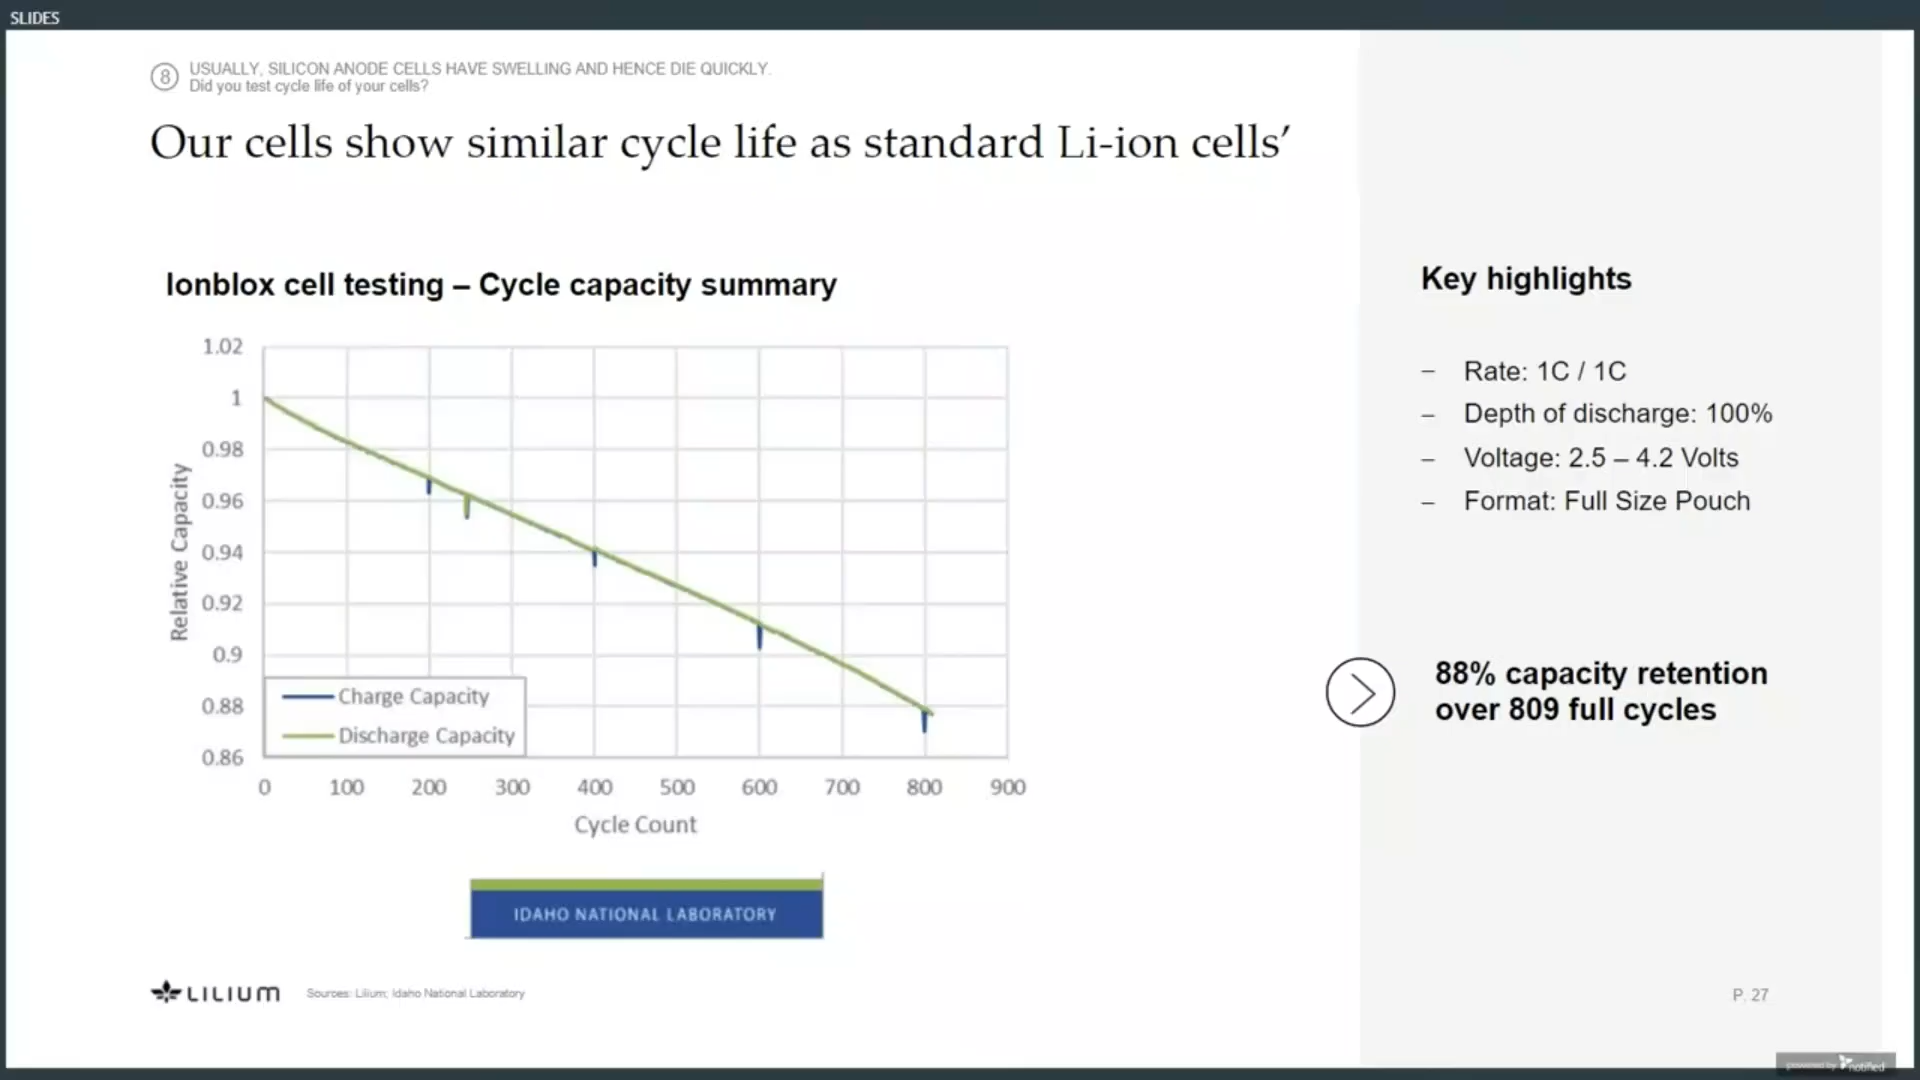 SLIDES
8
USUALLY, SILICON ANODE CELLS HAVE SWELLING AND HENCE DIE QUICKLY.
Did you test cycle life of your cells?
Our cells show similar cycle life as standard Li-ion cells’
Ionblox cell testing – Cycle capacity summary
1.02
1
0.98
0.96
0.94
0.92
0.9
0.88
0.86
Relative Capacity
Charge Capacity
Discharge Capacity
0 100 200 300 400 500 600 700 800 900
Cycle Count
IDAHO NATIONAL LABORATORY
Key highlights
– Rate: 1C / 1C
– Depth of discharge: 100%
– Voltage: 2.5 – 4.2 Volts
– Format: Full Size Pouch
88% capacity retention
over 809 full cycles
LILIUM
Sources: Lilium; Idaho National Laboratory
P. 27
powered by notified